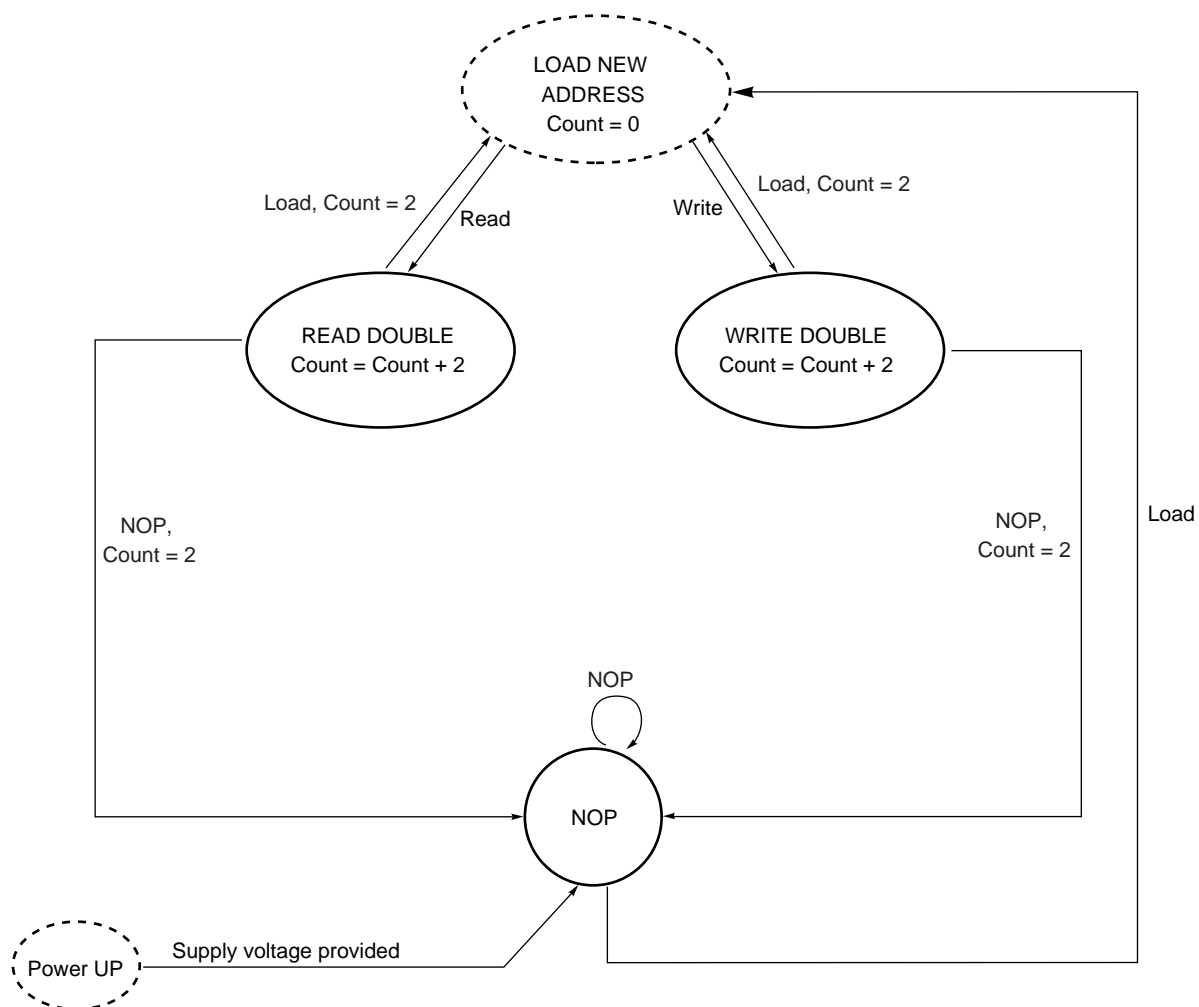 LOAD NEW
ADDRESS
Count = 0
Load, Count = 2
Read
Write
Load, Count = 2
READ DOUBLE
Count = Count + 2
WRITE DOUBLE
Count = Count + 2
NOP,
Count = 2
NOP,
Count = 2
Load
NOP
NOP
Supply voltage provided
Power UP